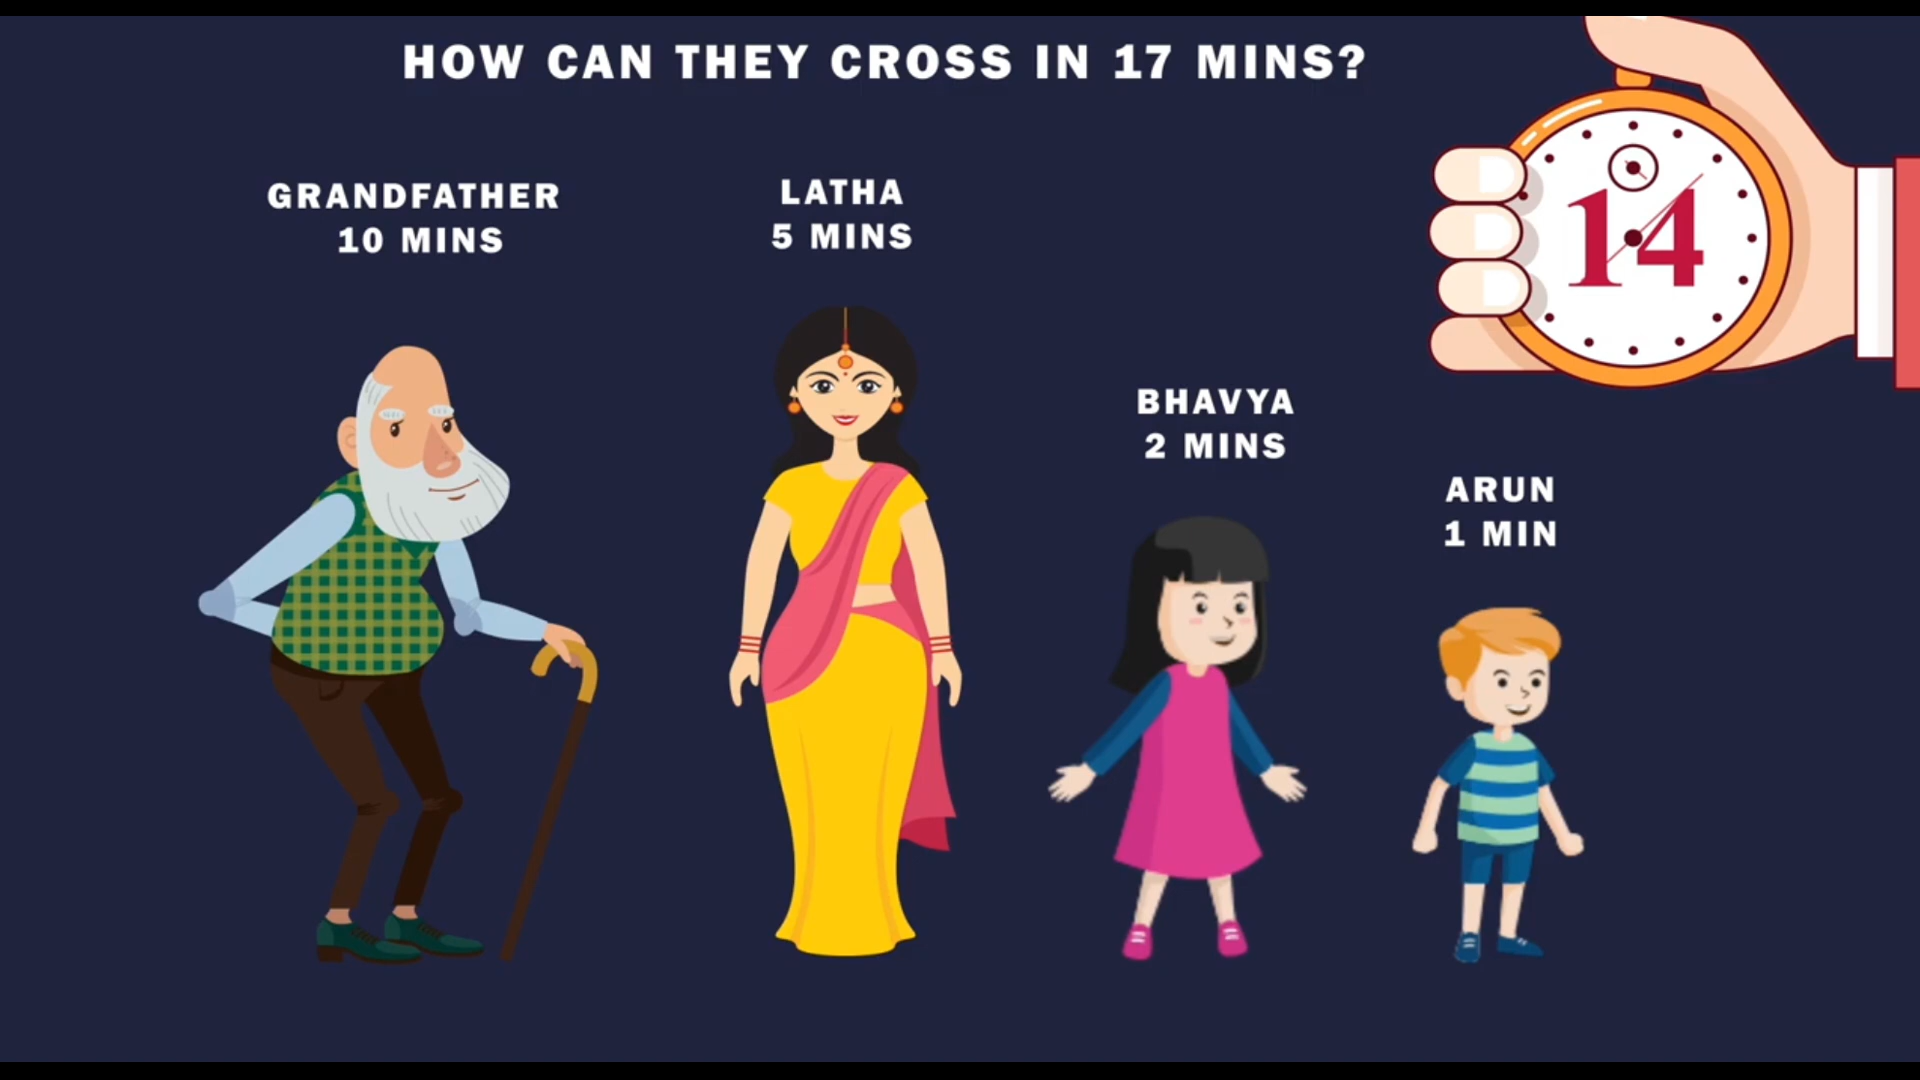 HOW CAN THEY CROSS IN 17 MINS?
GRANDFATHER
10 MINS
LATHA
5 MINS
BHAVYA
2 MINS
ARUN
1 MIN
14